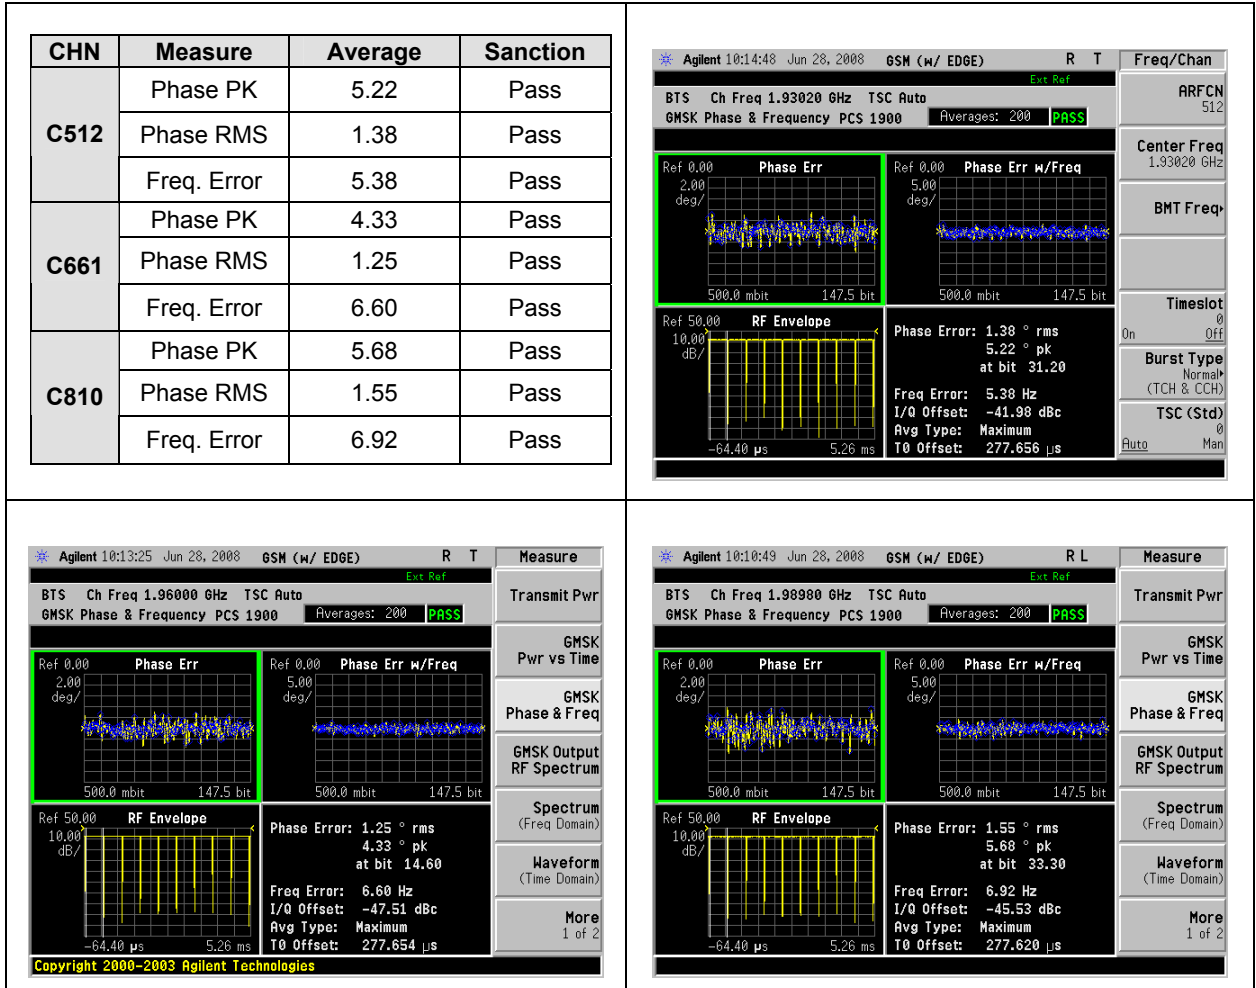 CHN Measure Average Sanction
C512 Phase PK 5.22 Pass
Phase RMS 1.38 Pass
Freq. Error 5.38 Pass
C661 Phase PK 4.33 Pass
Phase RMS 1.25 Pass
Freq. Error 6.60 Pass
C810 Phase PK 5.68 Pass
Phase RMS 1.55 Pass
Freq. Error 6.92 Pass
Agilent 10:14:48 Jun 28, 2008 GSM (w/ EDGE) R T
Ext Ref
BTS Ch Freq 1.93020 GHz TSC Auto
GMSK Phase & Frequency PCS 1900 Averages: 200 PASS
Ref 0.00 Phase Err
2.00
deg/
500.0 mbit 147.5 bit
Ref 0.00 Phase Err w/Freq
5.00
deg/
500.0 mbit 147.5 bit
Ref 50.00 RF Envelope
10.00
dB/
-64.40 µs 5.26 ms
Phase Error: 1.38 ° rms
5.22 ° pk
at bit 31.20
Freq Error: 5.38 Hz
I/Q Offset: -41.98 dBc
Avg Type: Maximum
T0 Offset: 277.656 µs
Freq/Chan
ARFCN
512
Center Freq
1.93020 GHz
BMT Freq
Timeslot
0
On Off
Burst Type
Normal
(TCH & CCH)
TSC (Std)
0
Auto Man
Agilent 10:13:25 Jun 28, 2008 GSM (w/ EDGE) R T
Ext Ref
BTS Ch Freq 1.96000 GHz TSC Auto
GMSK Phase & Frequency PCS 1900 Averages: 200 PASS
Ref 0.00 Phase Err
2.00
deg/
500.0 mbit 147.5 bit
Ref 0.00 Phase Err w/Freq
5.00
deg/
500.0 mbit 147.5 bit
Ref 50.00 RF Envelope
10.00
dB/
-64.40 µs 5.26 ms
Phase Error: 1.25 ° rms
4.33 ° pk
at bit 14.60
Freq Error: 6.60 Hz
I/Q Offset: -47.51 dBc
Avg Type: Maximum
T0 Offset: 277.654 µs
Copyright 2000-2003 Agilent Technologies
Measure
Transmit Pwr
GMSK
Pwr vs Time
GMSK
Phase & Freq
GMSK Output
RF Spectrum
Spectrum
(Freq Domain)
Waveform
(Time Domain)
More
1 of 2
Agilent 10:10:49 Jun 28, 2008 GSM (w/ EDGE) R L
Ext Ref
BTS Ch Freq 1.98980 GHz TSC Auto
GMSK Phase & Frequency PCS 1900 Averages: 200 PASS
Ref 0.00 Phase Err
2.00
deg/
500.0 mbit 147.5 bit
Ref 0.00 Phase Err w/Freq
5.00
deg/
500.0 mbit 147.5 bit
Ref 50.00 RF Envelope
10.00
dB/
-64.40 µs 5.26 ms
Phase Error: 1.55 ° rms
5.68 ° pk
at bit 33.30
Freq Error: 6.92 Hz
I/Q Offset: -45.53 dBc
Avg Type: Maximum
T0 Offset: 277.620 µs
Measure
Transmit Pwr
GMSK
Pwr vs Time
GMSK
Phase & Freq
GMSK Output
RF Spectrum
Spectrum
(Freq Domain)
Waveform
(Time Domain)
More
1 of 2